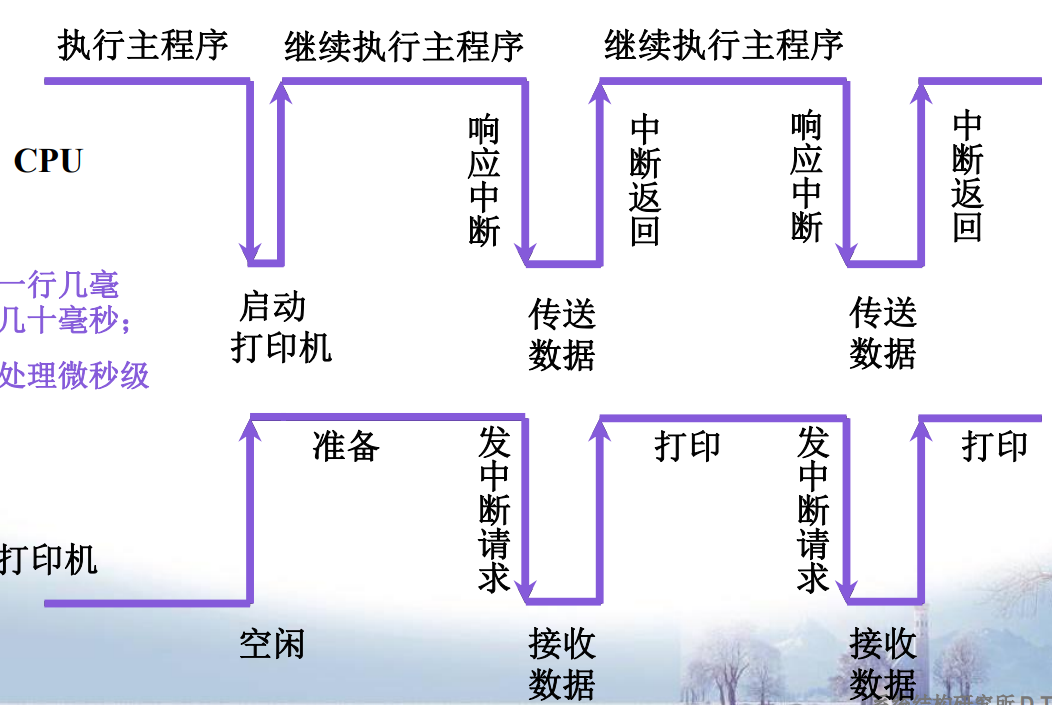 执行主程序
继续执行主程序
继续执行主程序
CPU
响应中断
中断返回
响应中断
中断返回
一行几毫
几十毫秒；
处理微秒级
启动
打印机
传送
数据
传送
数据
准备
发中断请求
打印
发中断请求
打印
打印机
空闲
接收
数据
接收
数据